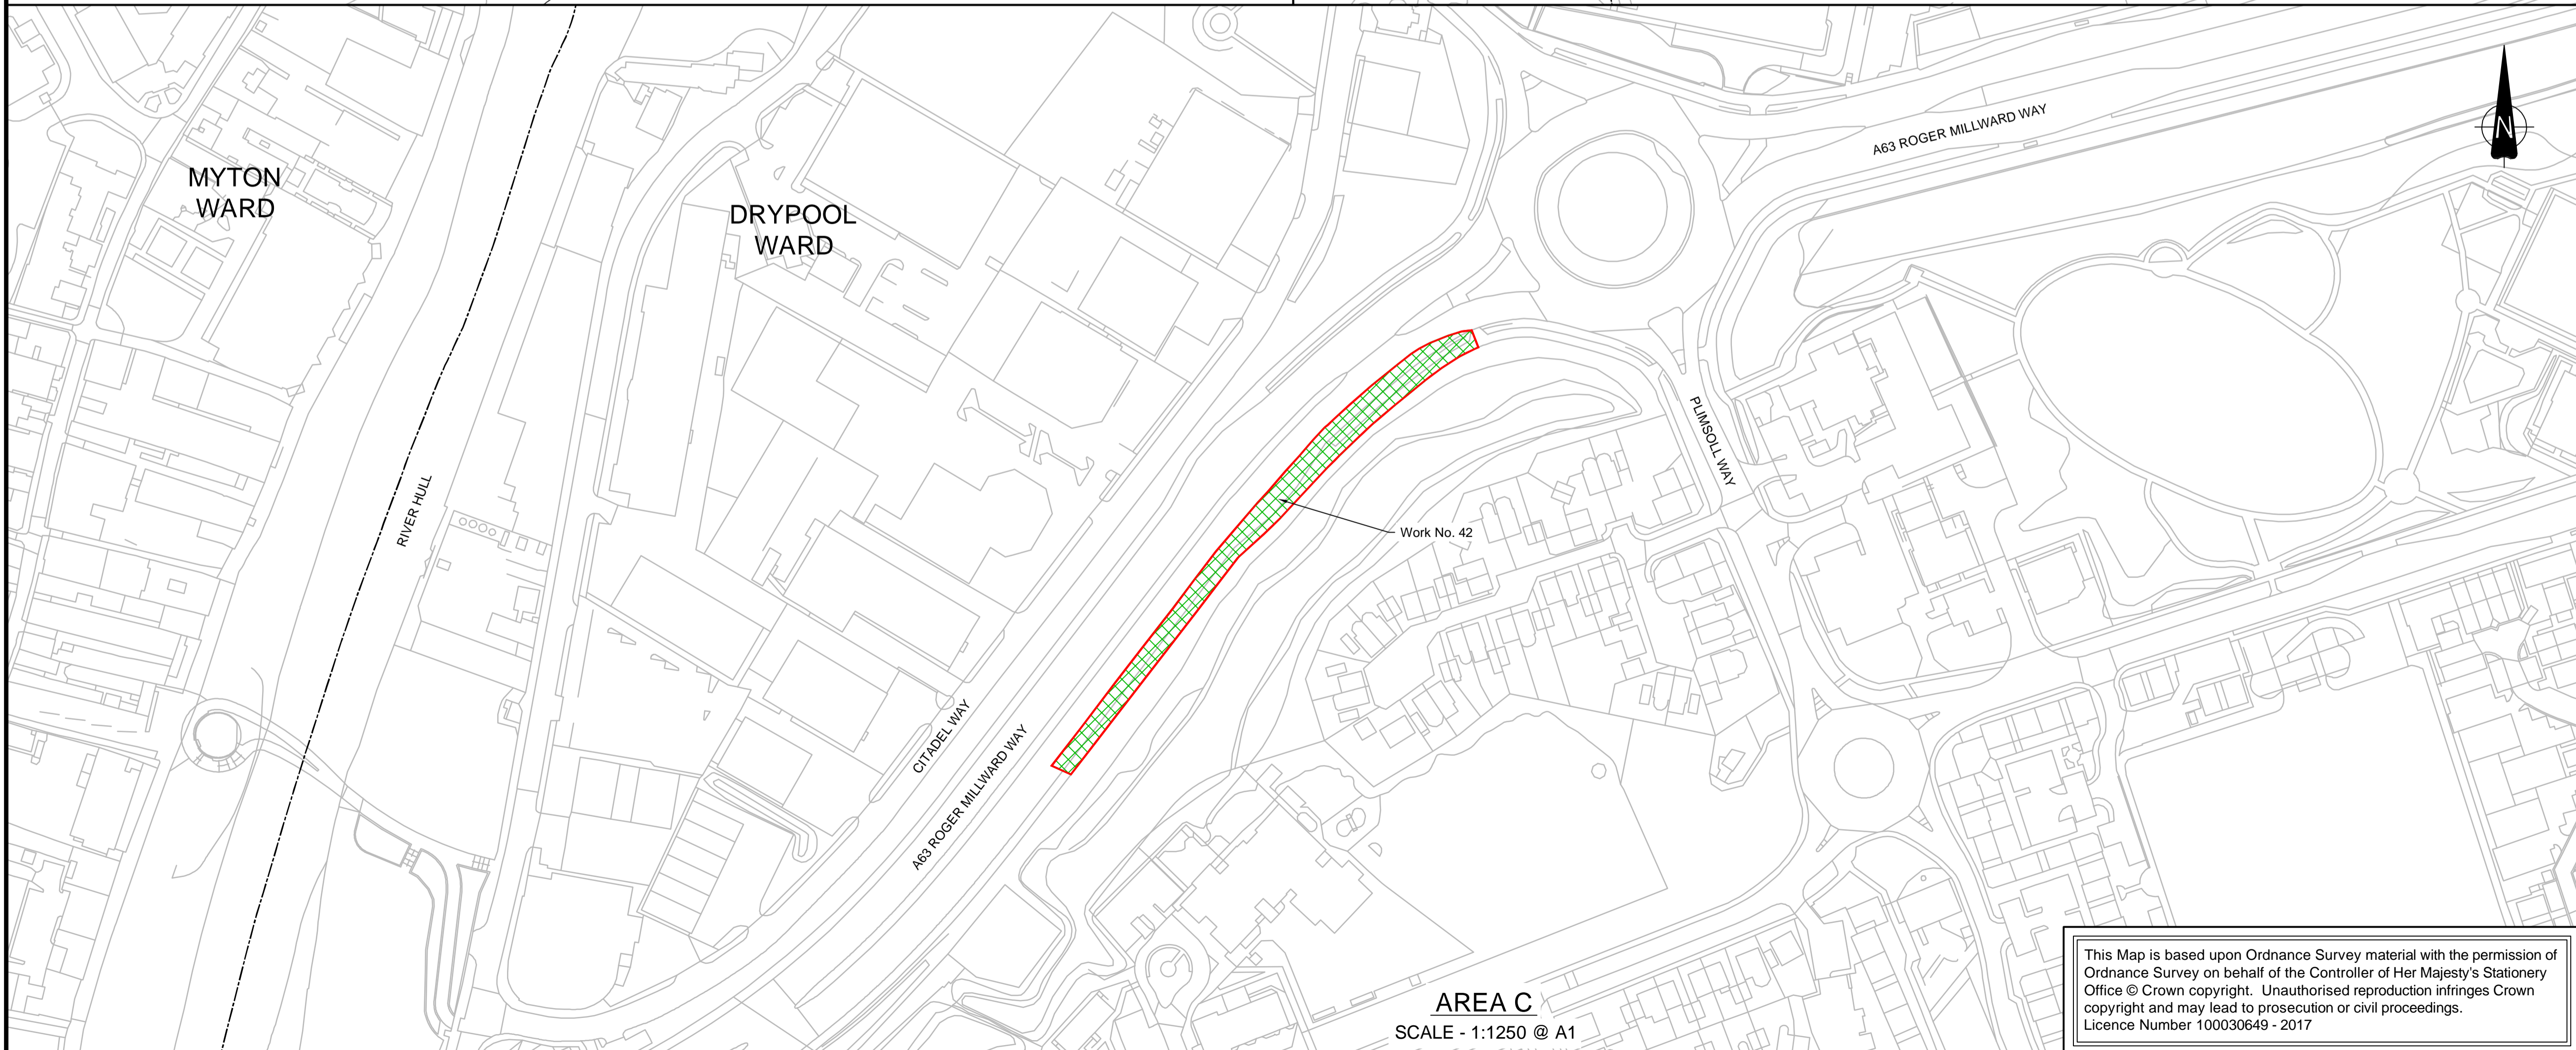 MYTON
WARD
DRYPOOL
WARD
A63 ROGER MILLWARD WAY
N
RIVER HULL
PLIMSOLL WAY
Work No. 42
CITADEL WAY
A63 ROGER MILLWARD WAY
AREA C
SCALE - 1:1250 @ A1
This Map is based upon Ordnance Survey material with the permission of
Ordnance Survey on behalf of the Controller of Her Majesty's Stationery
Office © Crown copyright. Unauthorised reproduction infringes Crown
copyright and may lead to prosecution or civil proceedings.
Licence Number 100030649 - 2017